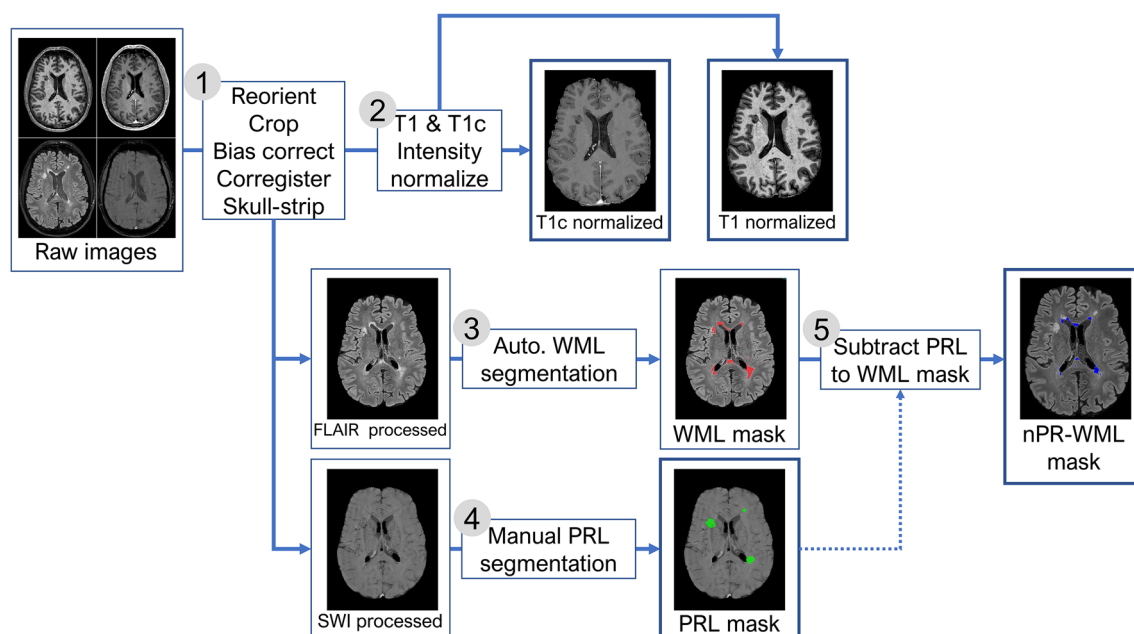 Raw images
1
Reorient
Crop
Bias correct
Corregister
Skull-strip
2
T1 & T1c
Intensity
normalize
T1c normalized
T1 normalized
FLAIR processed
3
Auto. WML
segmentation
WML mask
5
Subtract PRL
to WML mask
nPR-WML
mask
SWI processed
4
Manual PRL
segmentation
PRL mask